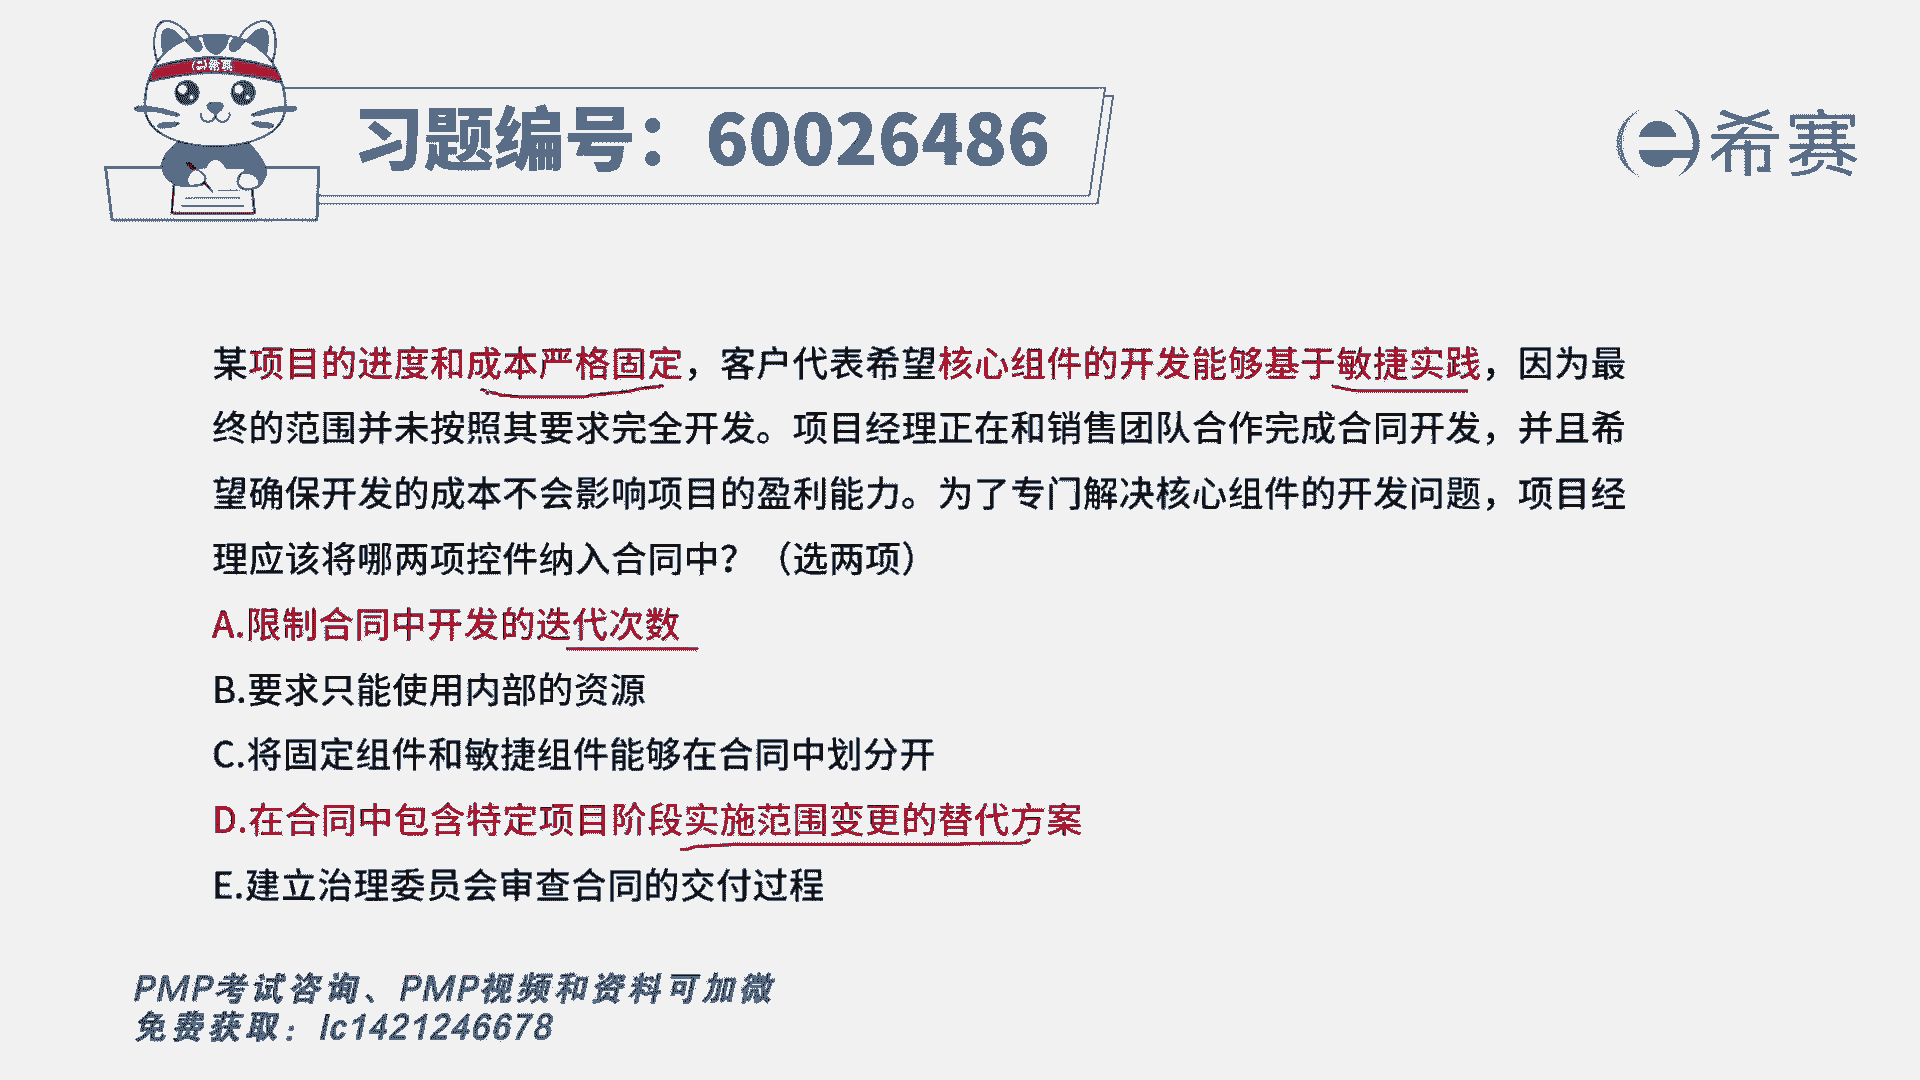 希赛
习题编号：60026486
希赛
某项目的进度和成本严格固定，客户代表希望核心组件的开发能够基于敏捷实践，因为最
终的范围并未按照其要求完全开发。项目经理正在和销售团队合作完成合同开发，并且希
望确保开发的成本不会影响项目的盈利能力。为了专门解决核心组件的开发问题，项目经
理应该将哪两项控件纳入合同中？（选两项）
A.限制合同中开发的迭代次数
B.要求只能使用内部的资源
C.将固定组件和敏捷组件能够在合同中划分开
D.在合同中包含特定项目阶段实施范围变更的替代方案
E.建立治理委员会审查合同的交付过程
PMP考试咨询、PMP视频和资料可加微
免费获取：lc1421246678